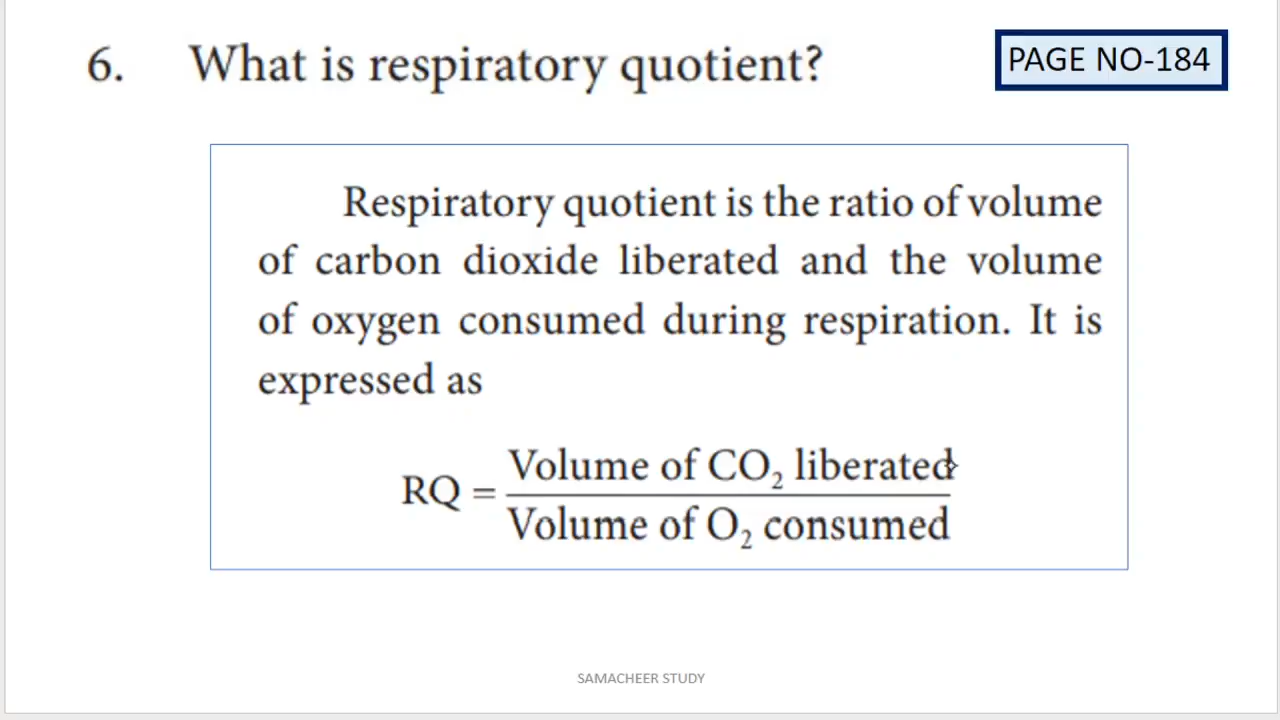 6. What is respiratory quotient?
PAGE NO-184
Respiratory quotient is the ratio of volume
of carbon dioxide liberated and the volume
of oxygen consumed during respiration. It is
expressed as
RQ = Volume of CO₂ liberated
Volume of O₂ consumed
SAMACHEER STUDY